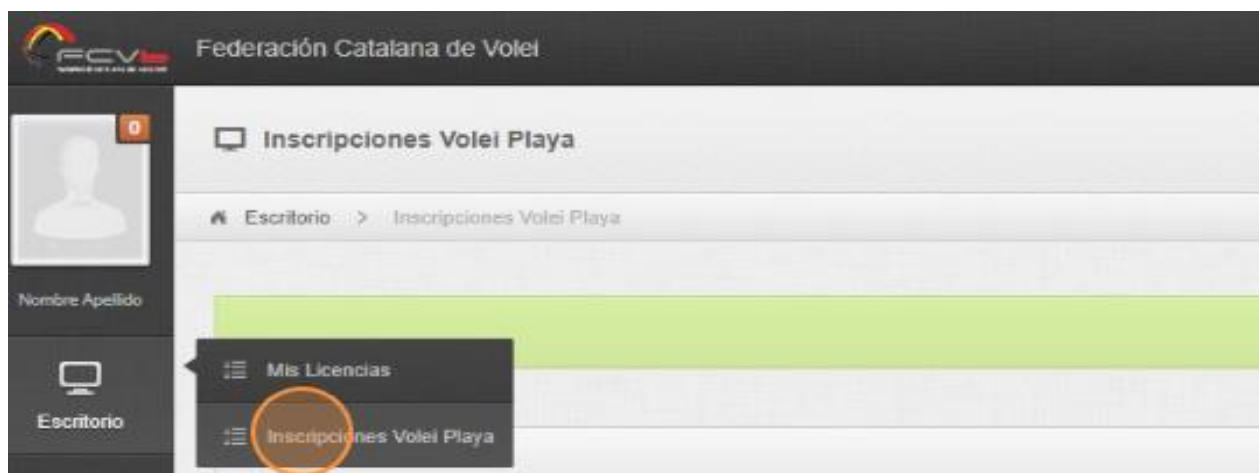 FCVb
Federación Catalana de Volei
0
Inscripciones Volei Playa
Escritorio > Inscripciones Volei Playa
Nombre Apellido
Mis Licencias
Escritorio
Inscripciones Volei Playa